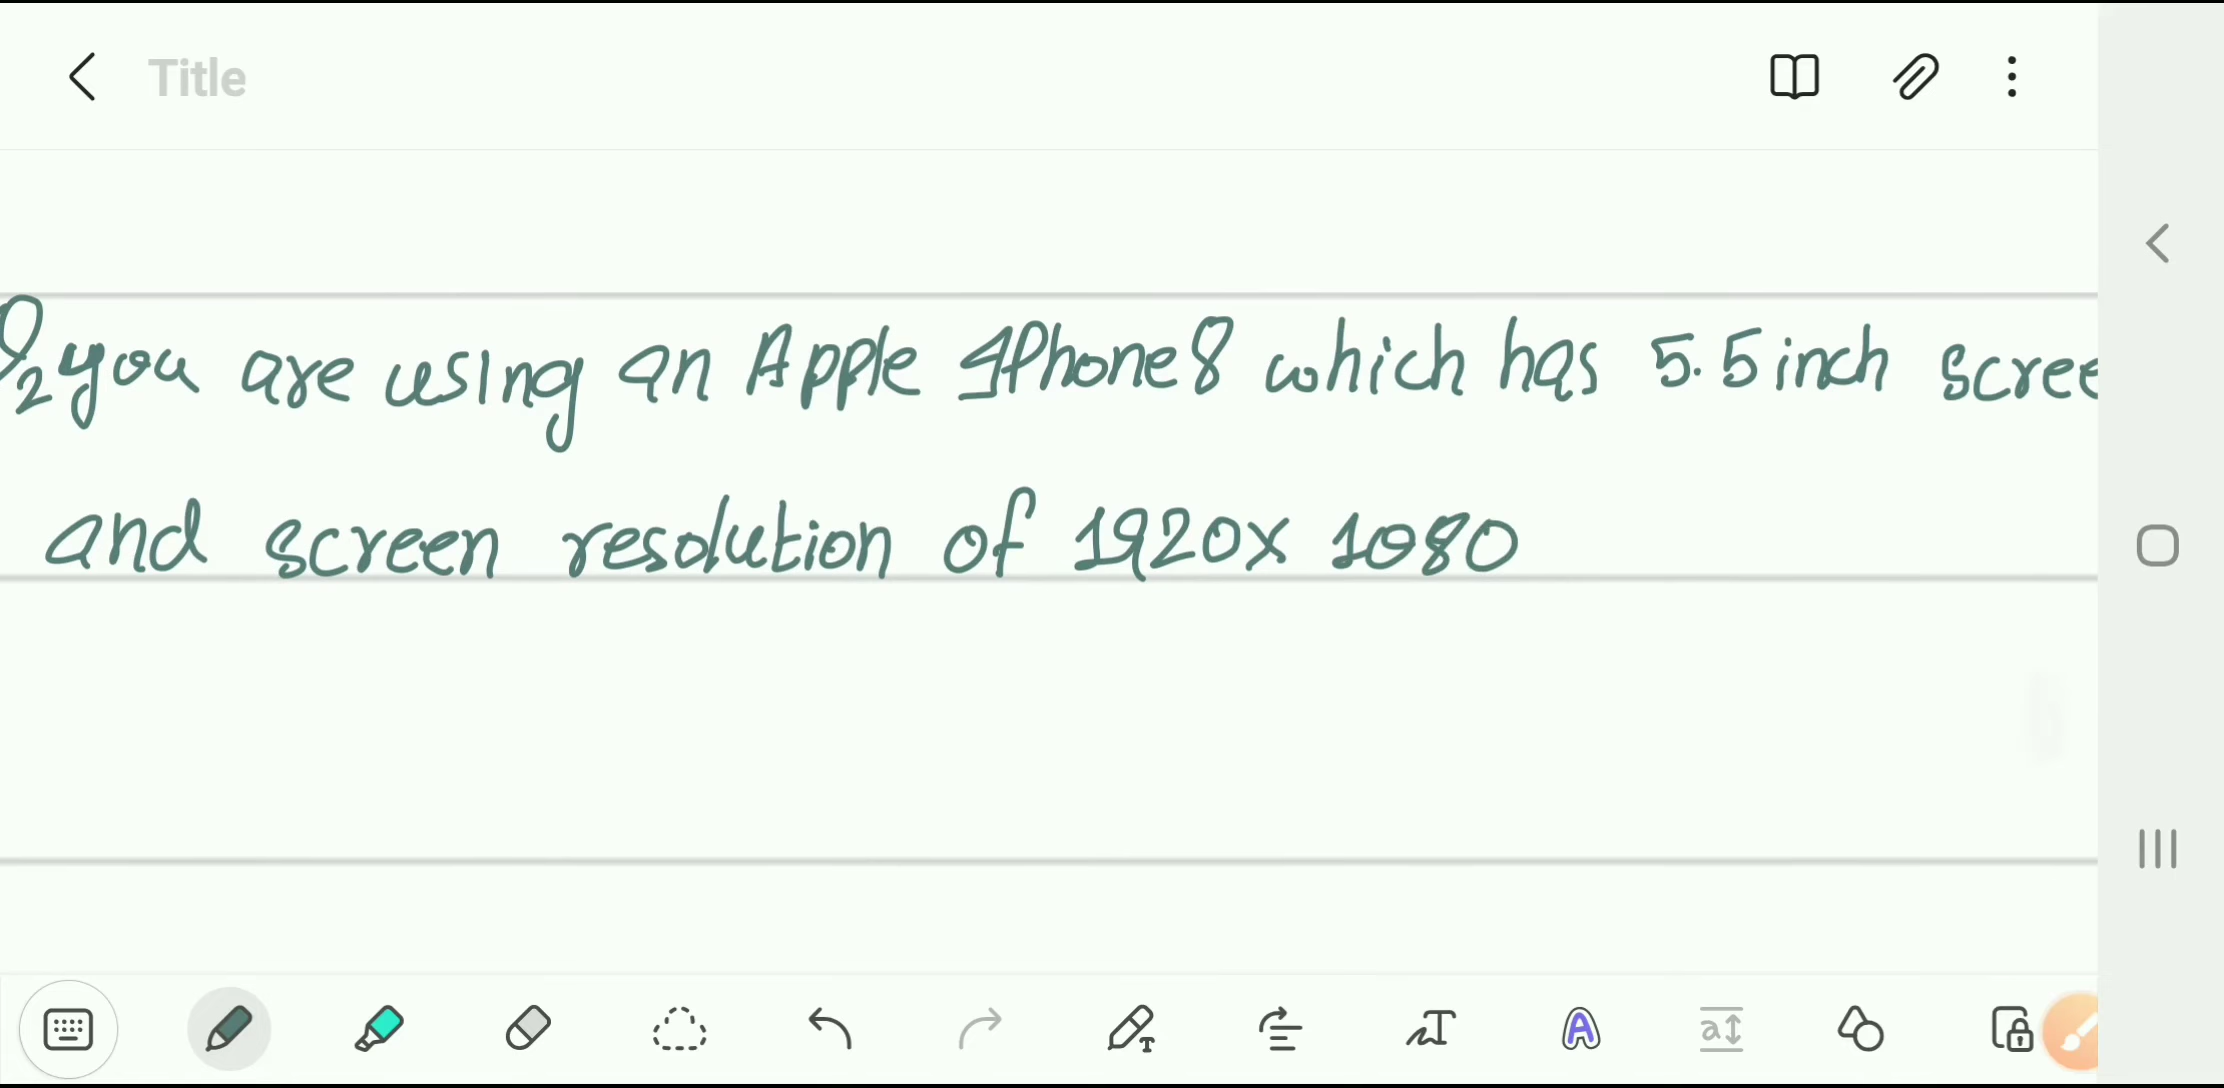 Title
Q2 you are using an Apple IPhone8 which has 5.5 inch scree
and screen resolution of 1920x 1080